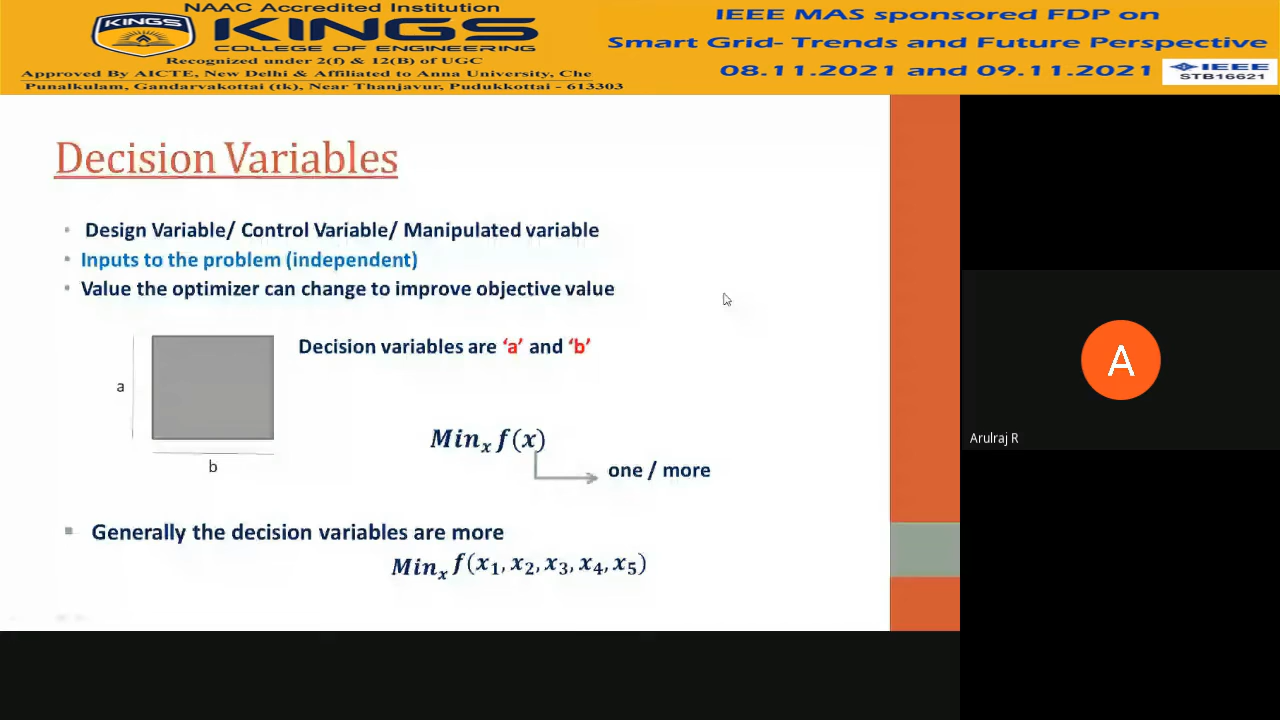 NAAC Accredited Institution
KINGS
KINGS
COLLEGE OF ENGINEERING
Recognized under 2(f) & 12(B) of UGC
Approved By AICTE, New Delhi & Affiliated to Anna University, Che
Punalkulam, Gandarvakottai (tk), Near Thanjavur, Pudukkottai - 613303
IEEE MAS sponsored FDP on
Smart Grid- Trends and Future Perspective
08.11.2021 and 09.11.2021
IEEE
STB16621
Decision Variables
• Design Variable/ Control Variable/ Manipulated variable
• Inputs to the problem (independent)
• Value the optimizer can change to improve objective value
Decision variables are ‘a’ and ‘b’
a
b
Minₓ f(x)
one / more
▪ Generally the decision variables are more
Minₓ f(x₁, x₂, x₃, x₄, x₅)
A
Arulraj R